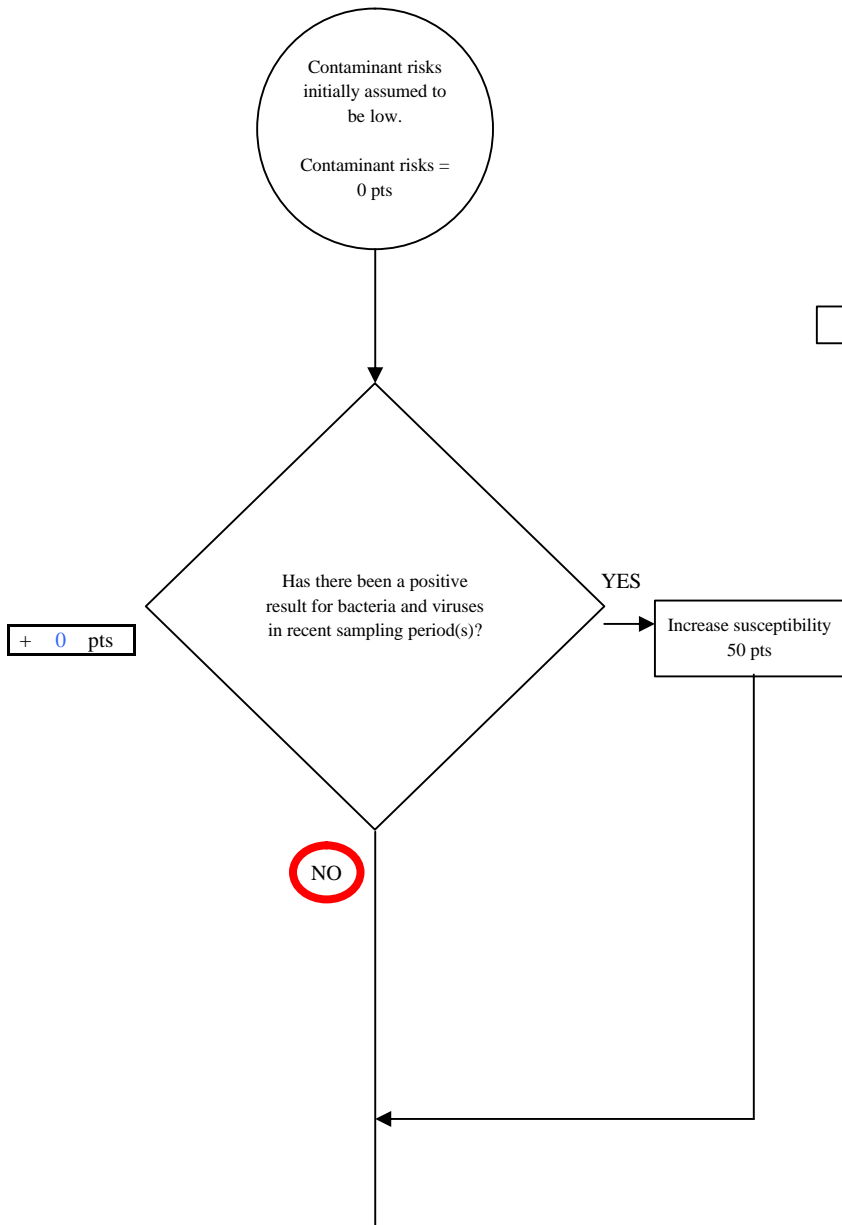 Contaminant risks
initially assumed to
be low.
Contaminant risks =
0 pts
Has there been a positive
result for bacteria and viruses
in recent sampling period(s)?
YES
Increase susceptibility
50 pts
+ 0 pts
NO